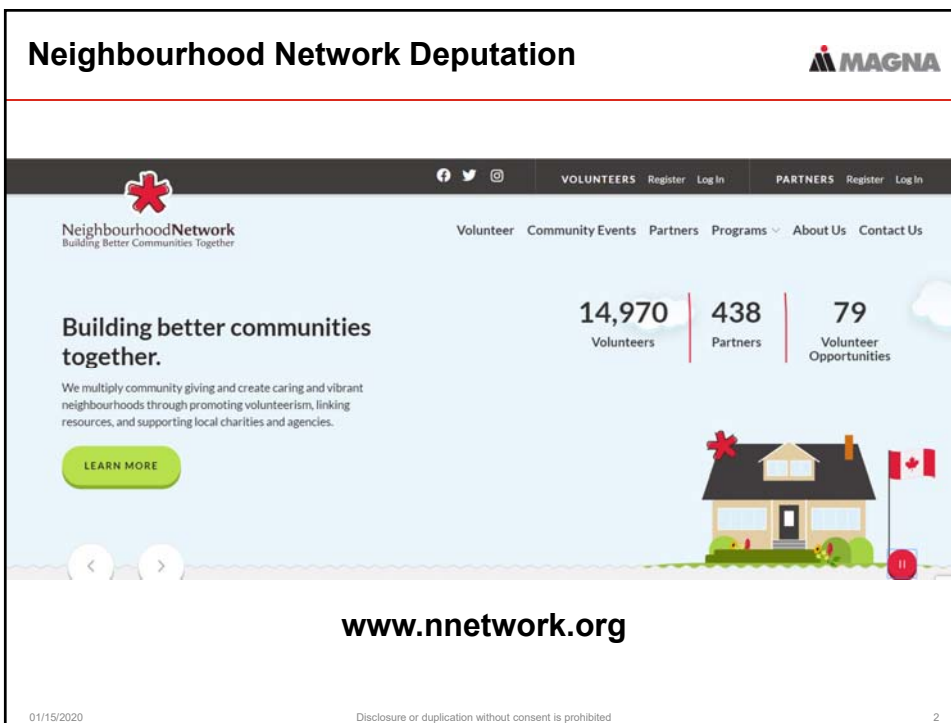 Neighbourhood Network Deputation
MAGNA
VOLUNTEERS Register Log In
PARTNERS Register Log In
NeighbourhoodNetwork
Building Better Communities Together
Volunteer Community Events Partners Programs About Us Contact Us
Building better communities
together.
We multiply community giving and create caring and vibrant
neighbourhoods through promoting volunteerism, linking
resources, and supporting local charities and agencies.
LEARN MORE
14,970
Volunteers
438
Partners
79
Volunteer
Opportunities
www.nnetwork.org
01/15/2020
Disclosure or duplication without consent is prohibited
2